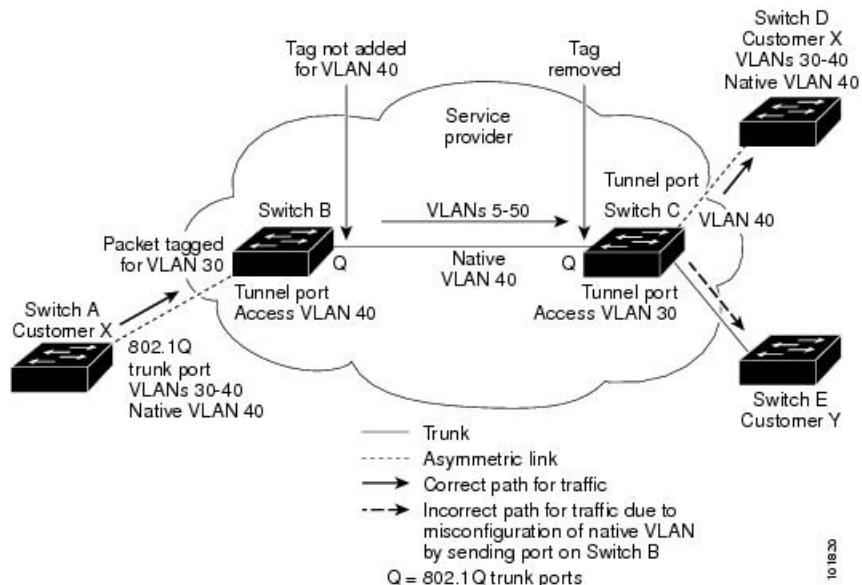 Tag not added
for VLAN 40
Tag
removed
Switch D
Customer X
VLANs 30-40
Native VLAN 40
Service
provider
Tunnel port
Switch B
VLANs 5-50
Switch C
VLAN 40
Packet tagged
for VLAN 30
Q
Native
VLAN 40
Q
Switch A
Customer X
Tunnel port
Access VLAN 40
Tunnel port
Access VLAN 30
802.1Q
trunk port
VLANs 30-40
Native VLAN 40
Switch E
Customer Y
Trunk
Asymmetric link
Correct path for traffic
Incorrect path for traffic due to
misconfiguration of native VLAN
by sending port on Switch B
Q = 802.1Q trunk ports
101820